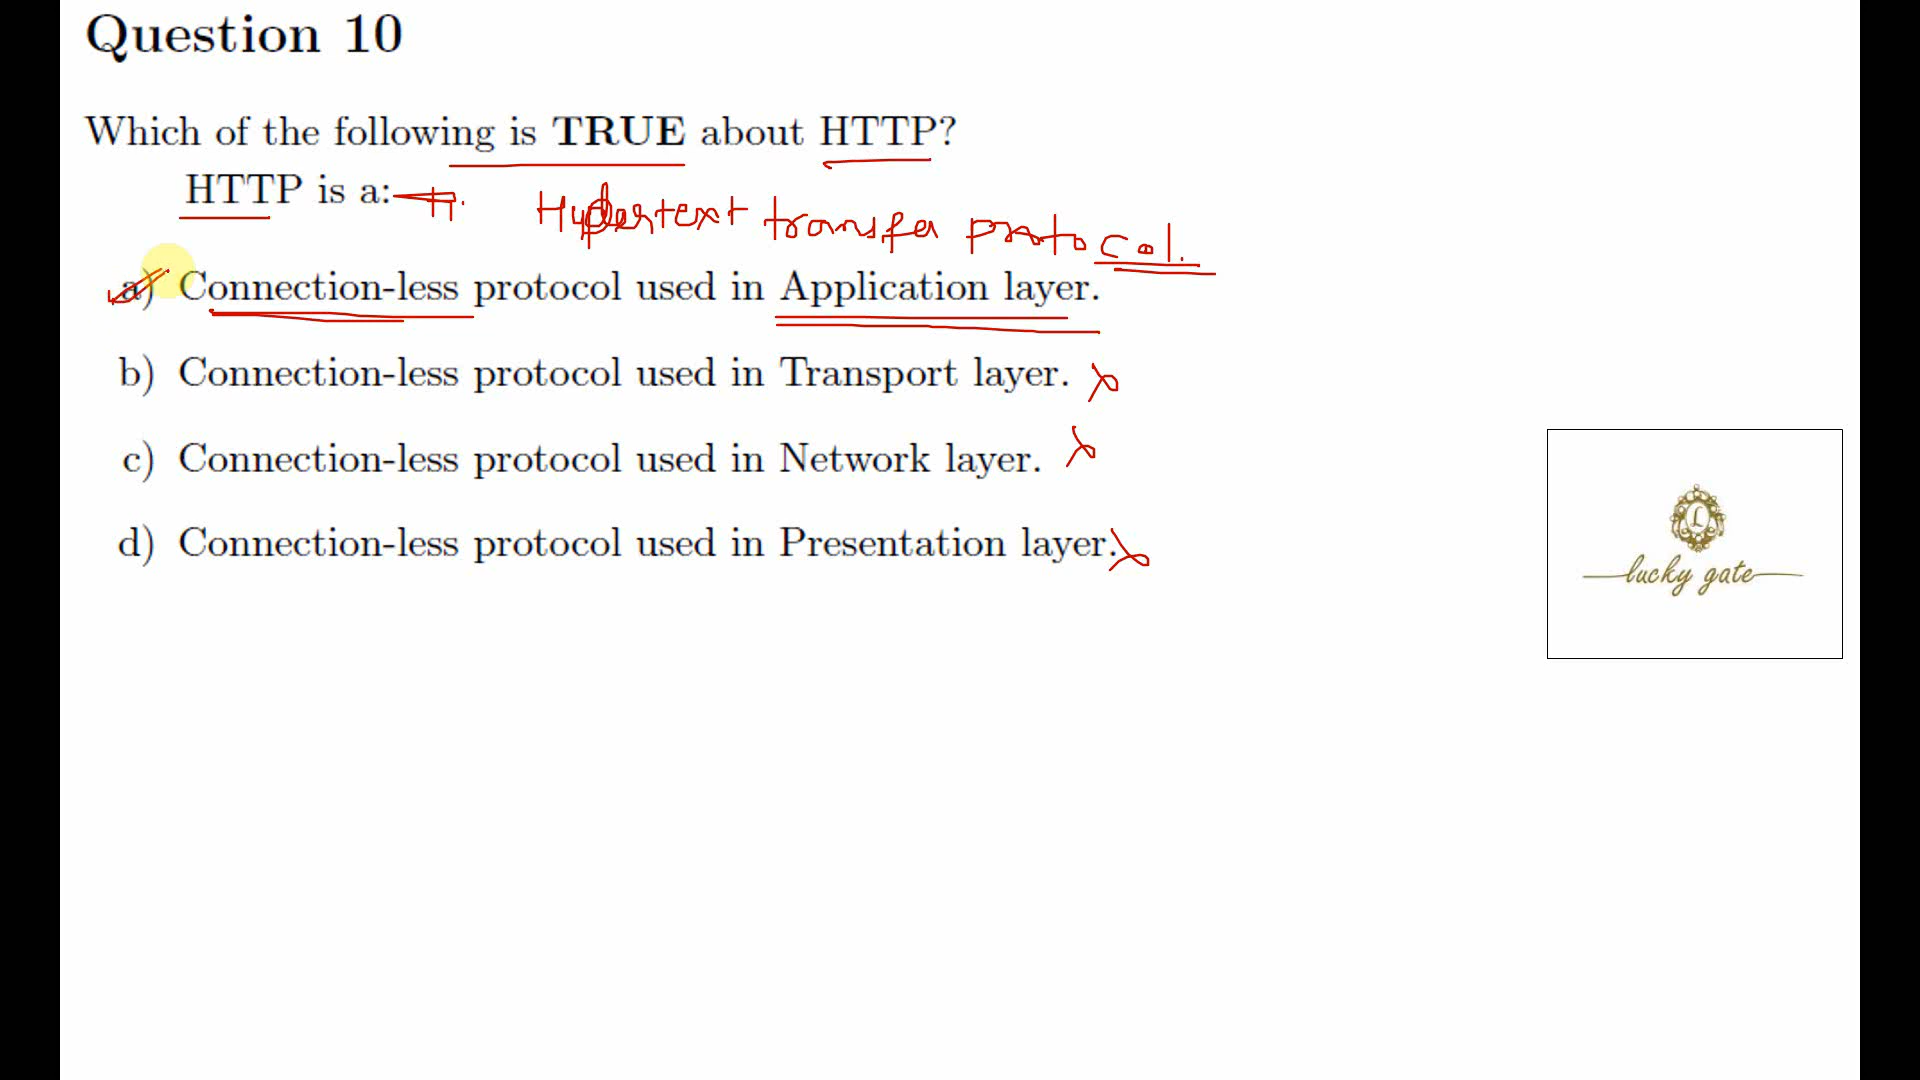 Question 10
Which of the following is TRUE about HTTP?
HTTP is a:
Hypertext transfer protocol.
a) Connection-less protocol used in Application layer.
b) Connection-less protocol used in Transport layer.
c) Connection-less protocol used in Network layer.
d) Connection-less protocol used in Presentation layer.
L
lucky gate